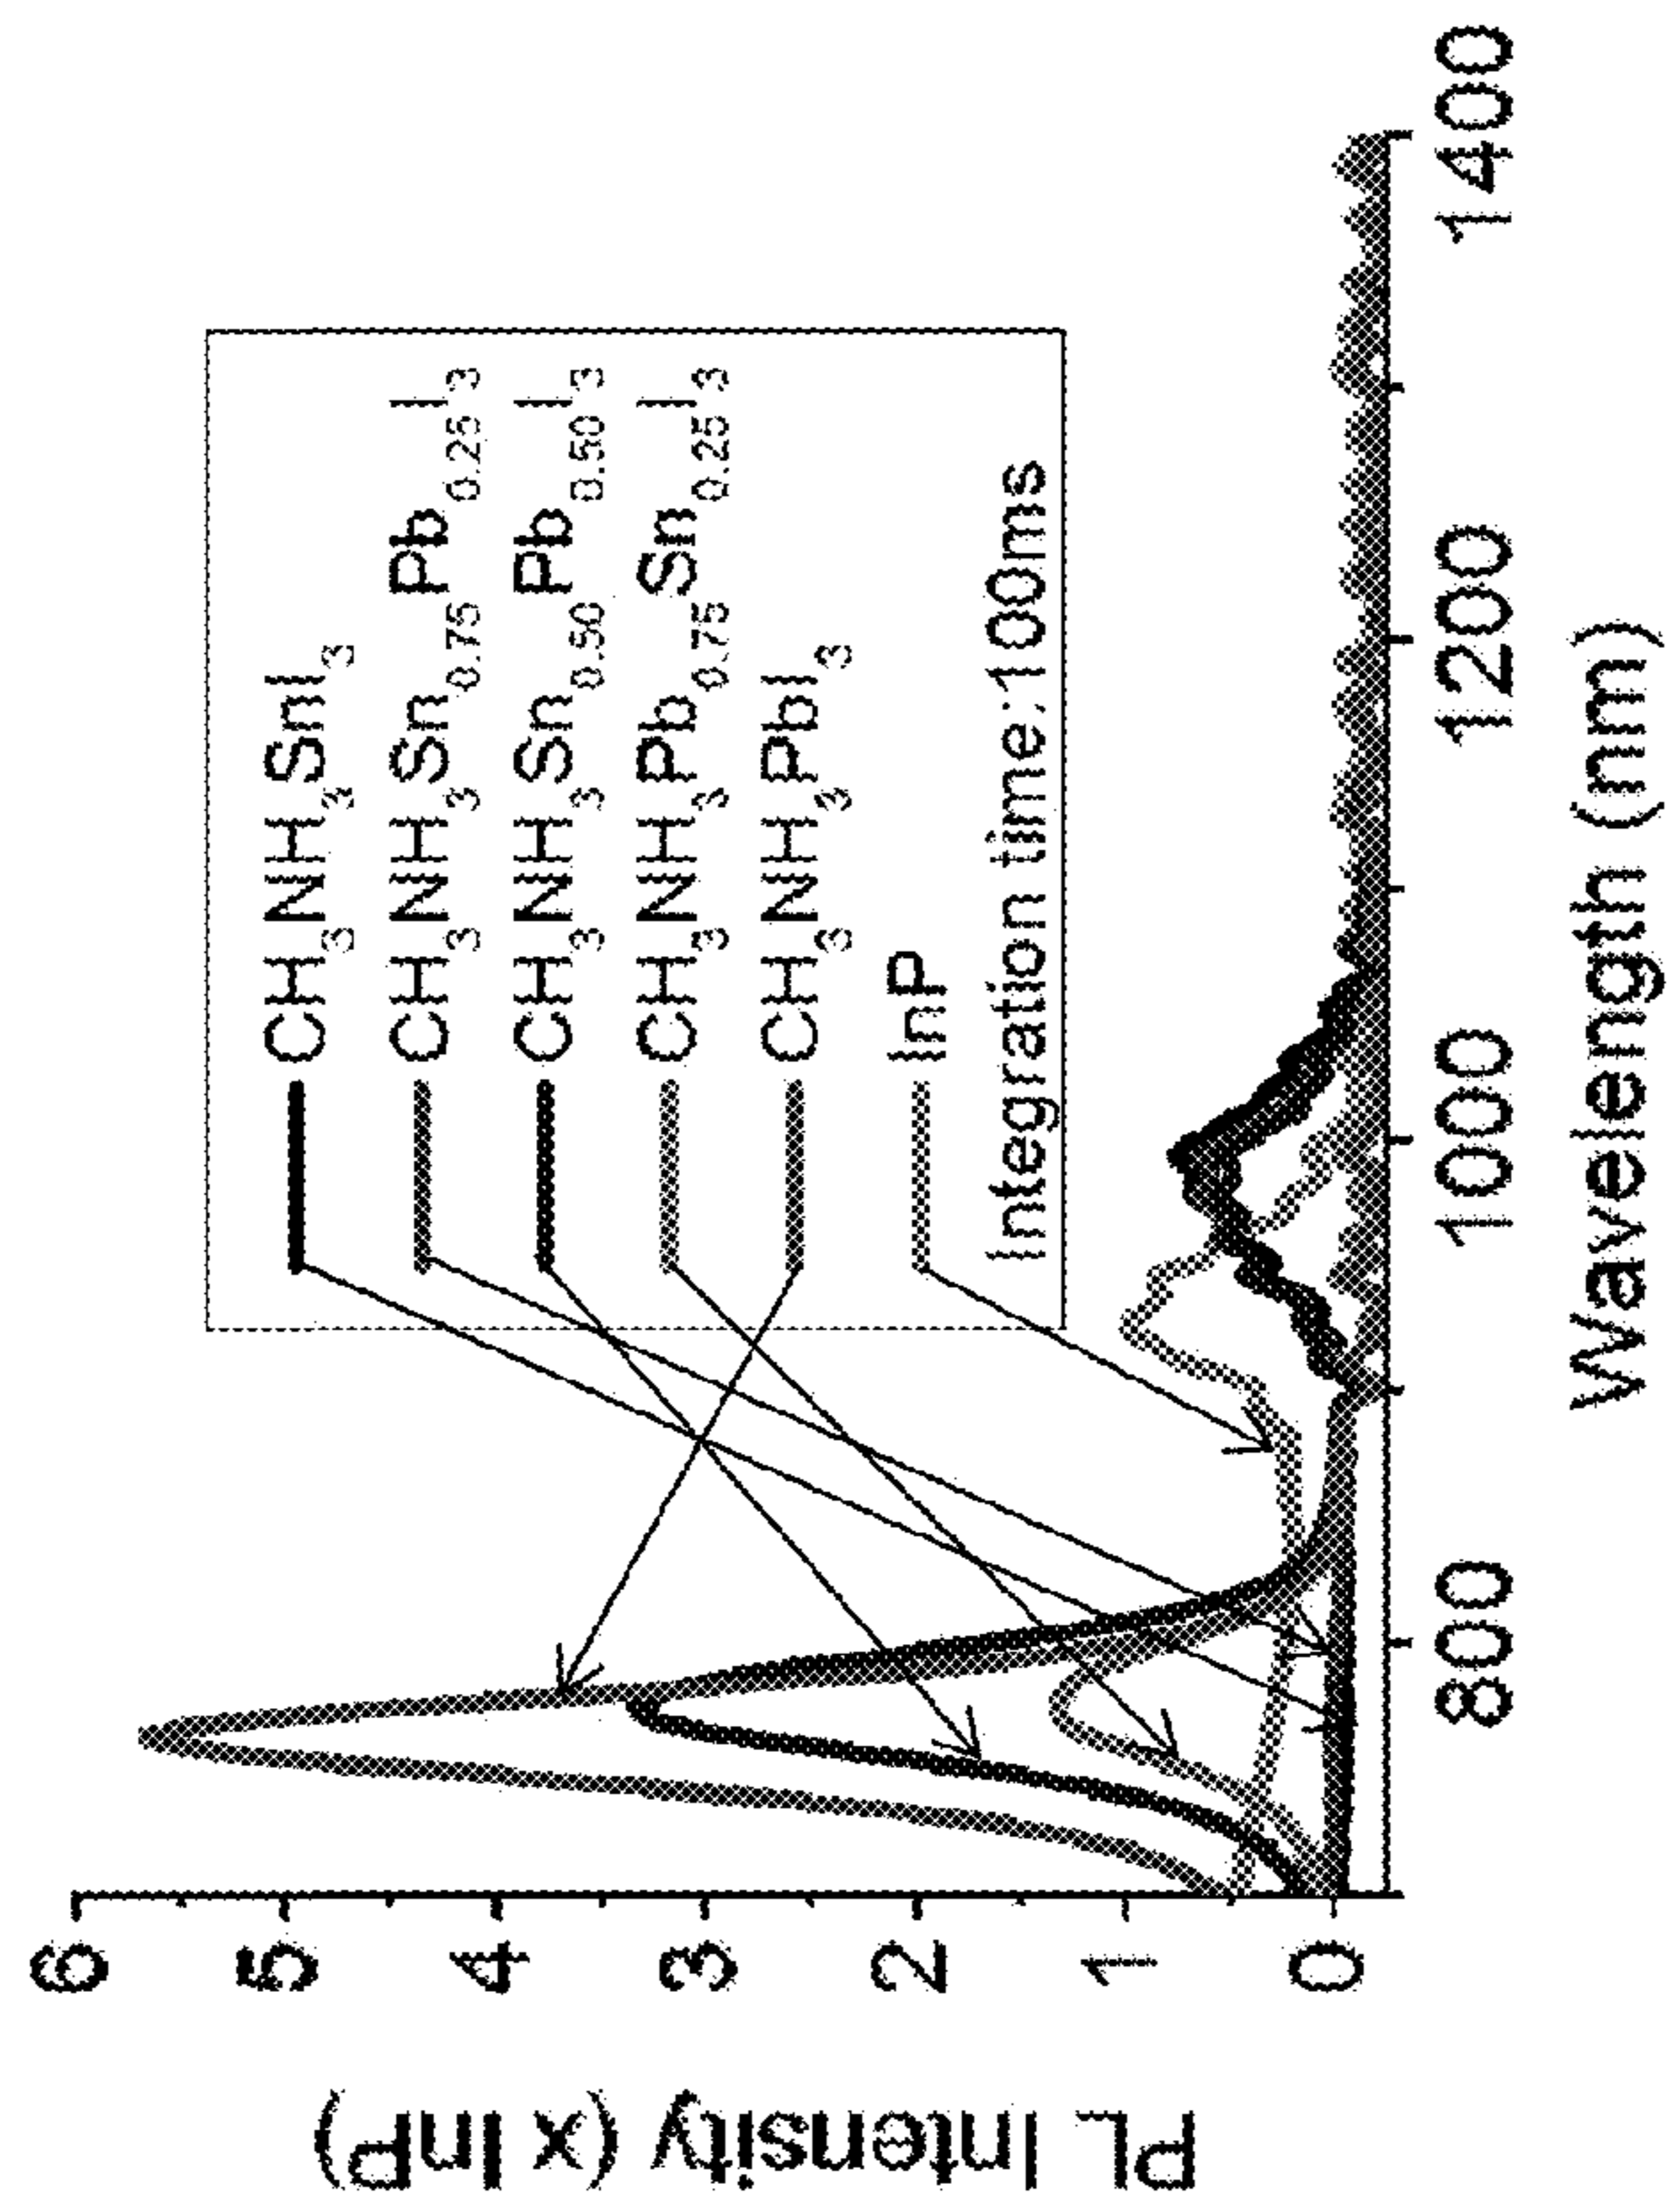 PL Intensity (x InP)
6
5
4
3
2
1
0
CH3NH3SnI3
CH3NH3Sn0.75Pb0.25I3
CH3NH3Sn0.50Pb0.50I3
CH3NH3Pb0.75Sn0.25I3
CH3NH3PbI3
InP
Integration time:100ms
800 1000 1200 1400
Wavelength (nm)